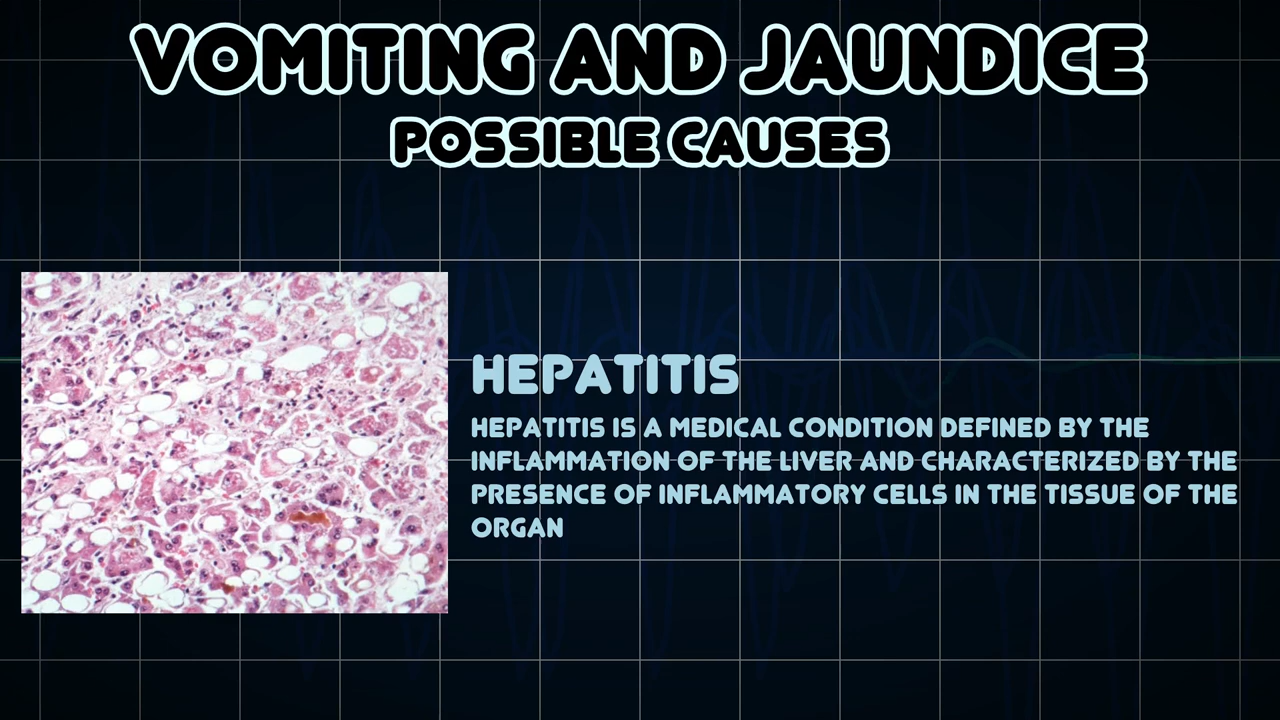 VOMITING AND JAUNDICE
POSSIBLE CAUSES
HEPATITIS
HEPATITIS IS A MEDICAL CONDITION DEFINED BY THE
INFLAMMATION OF THE LIVER AND CHARACTERIZED BY THE
PRESENCE OF INFLAMMATORY CELLS IN THE TISSUE OF THE
ORGAN